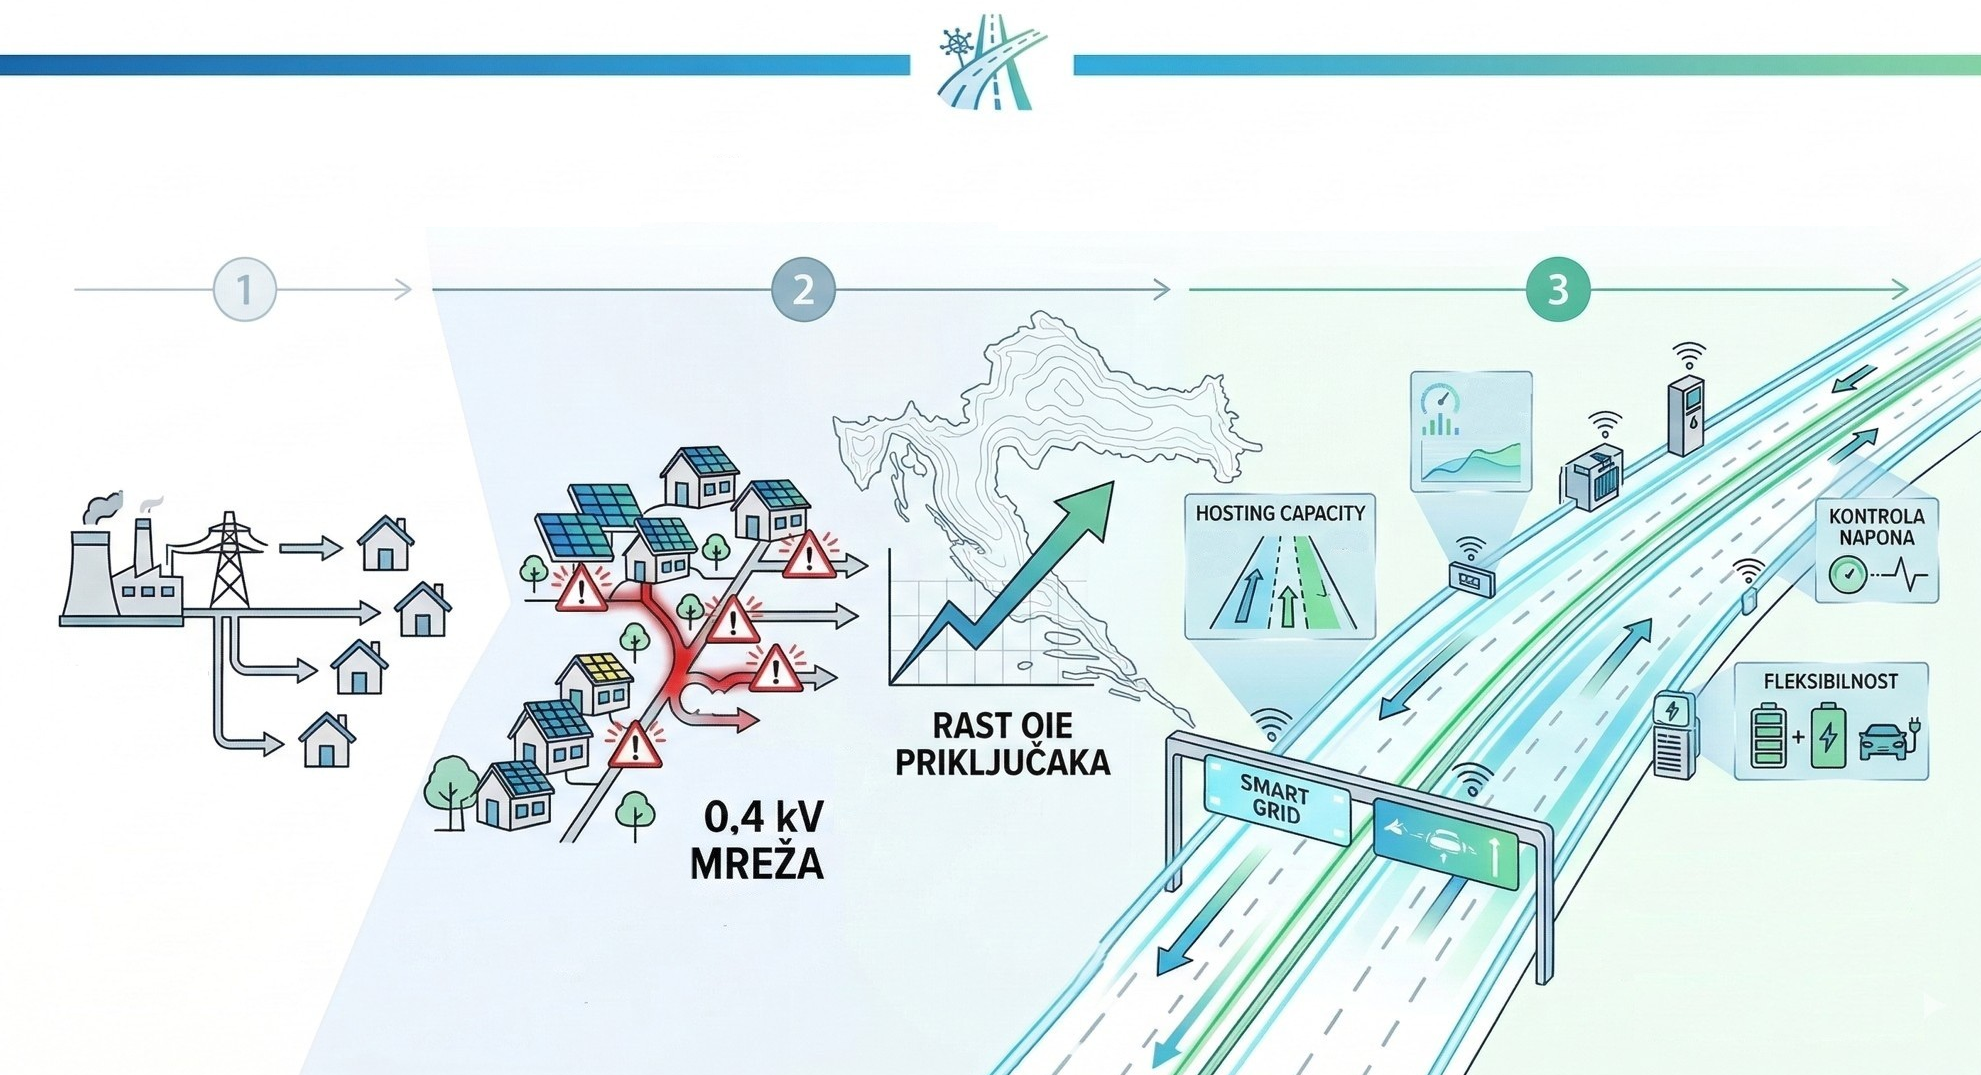 1
2
3
0,4 kV
MREŽA
RAST OIE
PRIKLJUČAKA
HOSTING CAPACITY
SMART
GRID
KONTROLA
NAPONA
FLEKSIBILNOST